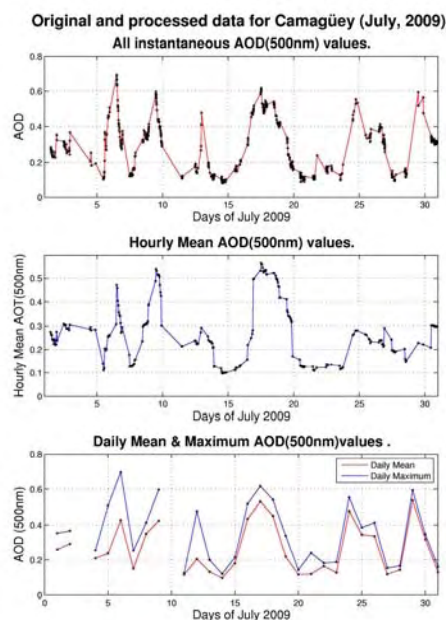 Original and processed data for Camagüey (July, 2009)
All instantaneous AOD(500nm) values.
AOD
0.8
0.6
0.4
0.2
0
5
10
15
20
25
30
Days of July 2009
Hourly Mean AOD(500nm) values.
Hourly Mean AOT(500nm)
0.5
0.4
0.3
0.2
0.1
0
5
10
15
20
25
30
Days of July 2009
Daily Mean & Maximum AOD(500nm)values .
AOD (500nm)
0.8
0.6
0.4
0.2
0
Daily Mean
Daily Maximum
5
10
15
20
25
30
Days of July 2009